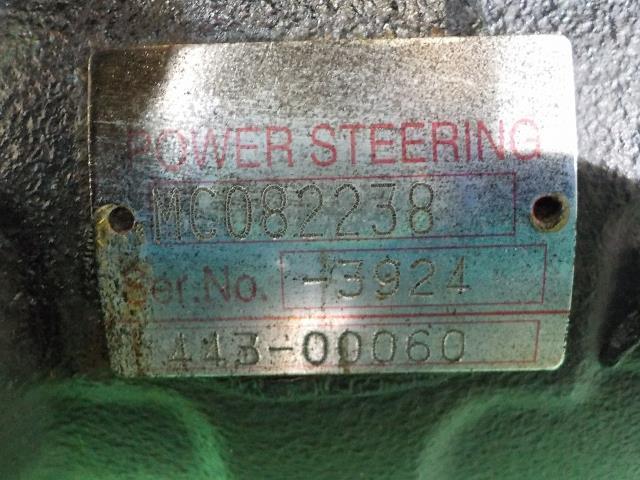 POWER STEERING
MC082238
Ser.No. -3924
443-00060